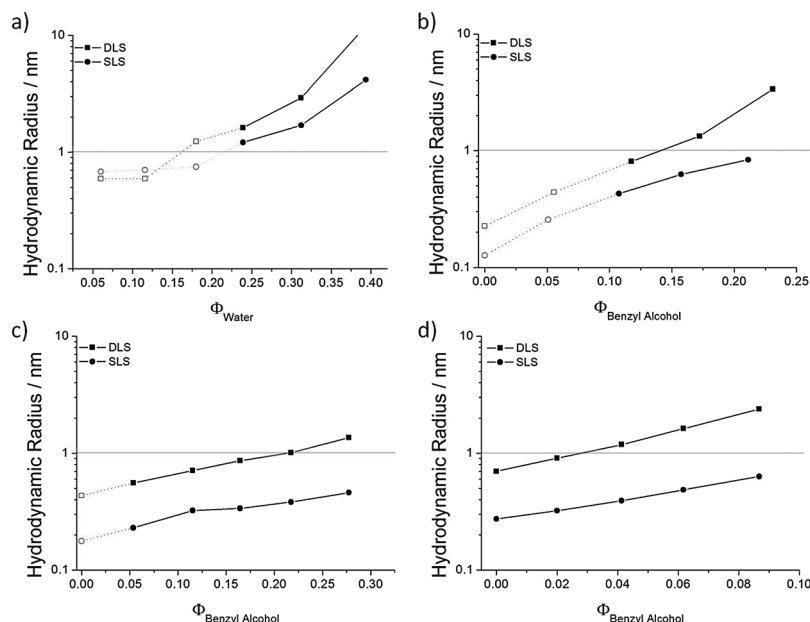 a)
DLS
SLS
Hydrodynamic Radius / nm
10
1
0.1
0.05 0.10 0.15 0.20 0.25 0.30 0.35 0.40
Φ Water
b)
DLS
SLS
Hydrodynamic Radius / nm
10
1
0.1
0.00 0.05 0.10 0.15 0.20 0.25
Φ Benzyl Alcohol
c)
DLS
SLS
Hydrodynamic Radius / nm
10
1
0.1
0.00 0.05 0.10 0.15 0.20 0.25 0.30
Φ Benzyl Alcohol
d)
DLS
SLS
Hydrodynamic Radius / nm
10
1
0.1
0.00 0.02 0.04 0.06 0.08 0.10
Φ Benzyl Alcohol